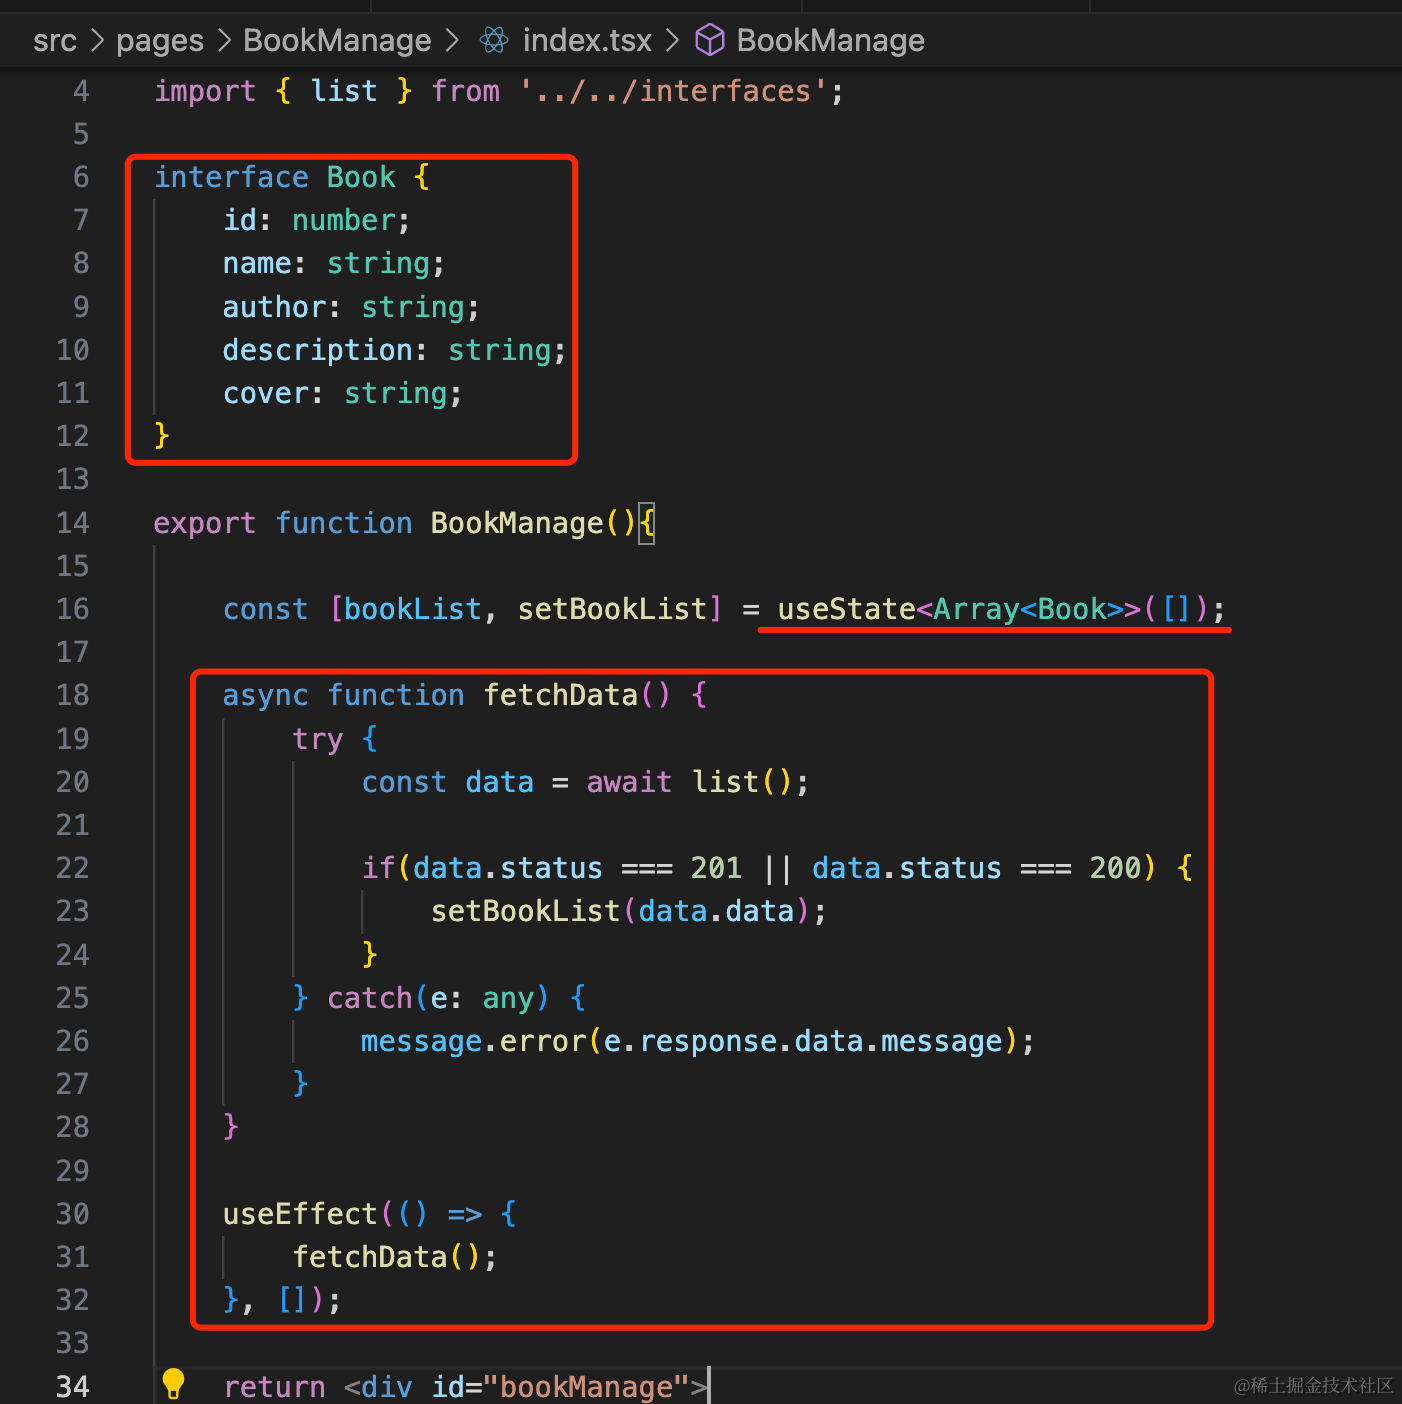 src > pages > BookManage > index.tsx > BookManage
4 import { list } from '../../interfaces';
5
6 interface Book {
7 id: number;
8 name: string;
9 author: string;
10 description: string;
11 cover: string;
12 }
13
14 export function BookManage(){
15
16 const [bookList, setBookList] = useState<Array<Book>>([]);
17
18 async function fetchData() {
19 try {
20 const data = await list();
21
22 if(data.status === 201 || data.status === 200) {
23 setBookList(data.data);
24 }
25 } catch(e: any) {
26 message.error(e.response.data.message);
27 }
28 }
29
30 useEffect(() => {
31 fetchData();
32 }, []);
33
34 return <div id="bookManage">
@稀土掘金技术社区